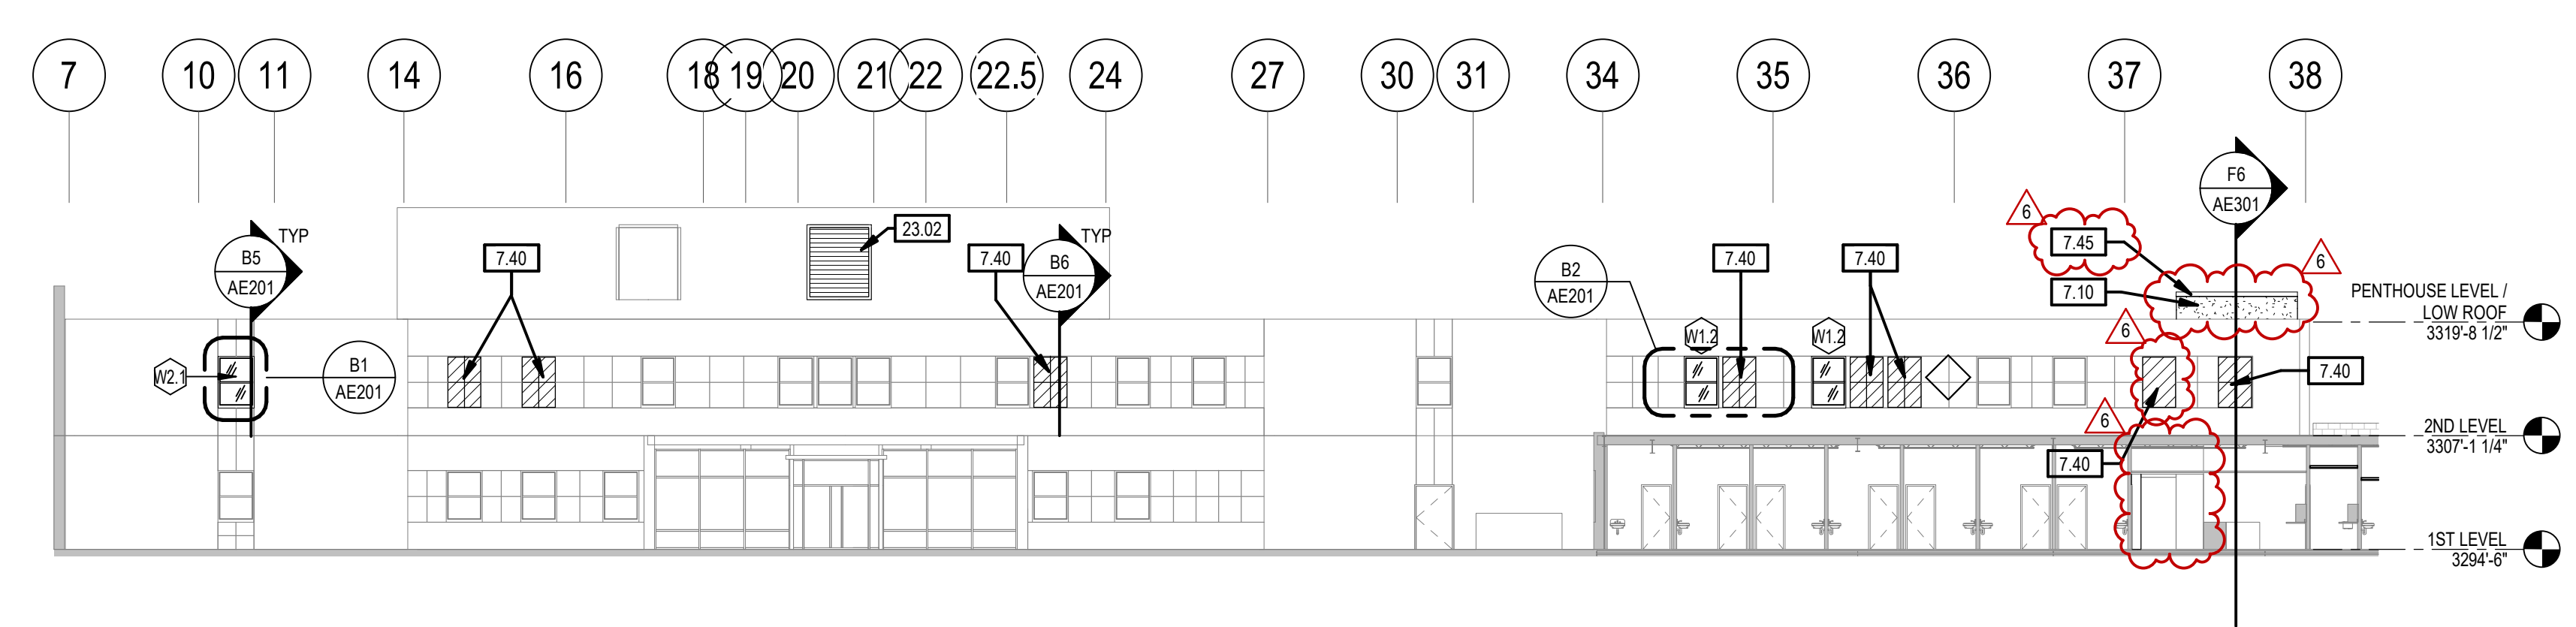 7 10 11 14 16 18 19 20 21 22 22.5 24 27 30 31 34 35 36 37 38
F6
AE301
6
7.45
6
23.02
TYP
B5
AE201
7.40
7.40
TYP
B6
AE201
B2
AE201
7.40
7.40
7.10
PENTHOUSE LEVEL /
LOW ROOF
3319'-8 1/2"
W1.2
W1.2
6
W2.1
B1
AE201
7.40
6
2ND LEVEL
3307'-1 1/4"
7.40
1ST LEVEL
3294'-6"